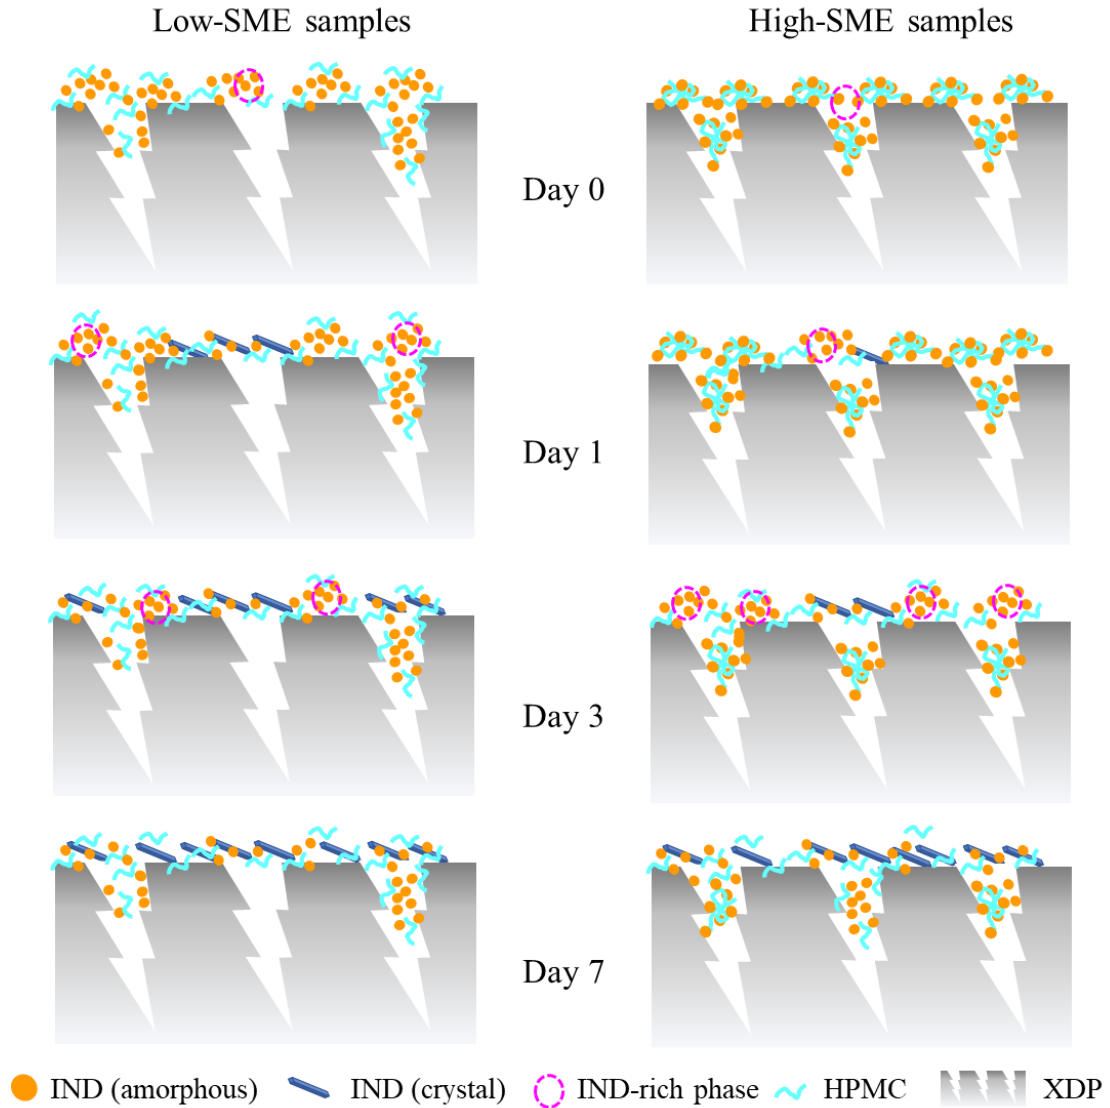 Low-SME samples
High-SME samples
Day 0
Day 1
Day 3
Day 7
IND (amorphous)
IND (crystal)
IND-rich phase
HPMC
XDP